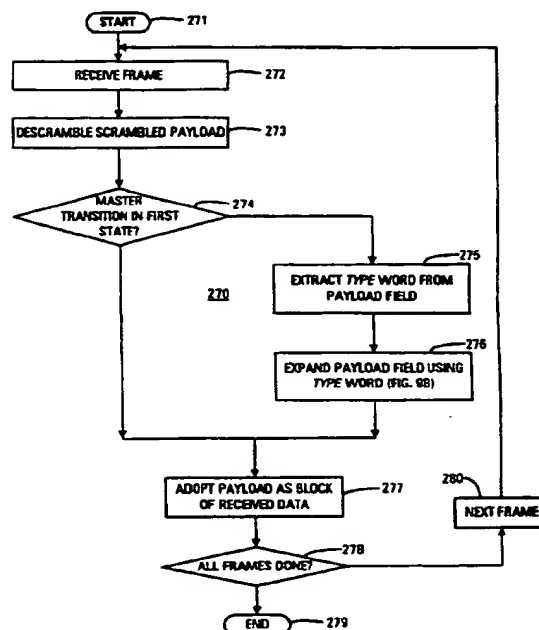 START
271
RECEIVE FRAME
272
DESCRAMBLE SCRAMBLED PAYLOAD
273
MASTER
TRANSITION IN FIRST
STATE?
274
270
275
EXTRACT TYPE WORD FROM
PAYLOAD FIELD
276
EXPAND PAYLOAD FIELD USING
TYPE WORD (FIG. 9B)
ADOPT PAYLOAD AS BLOCK
OF RECEIVED DATA
277
280
NEXT FRAME
ALL FRAMES DONE?
278
END
279